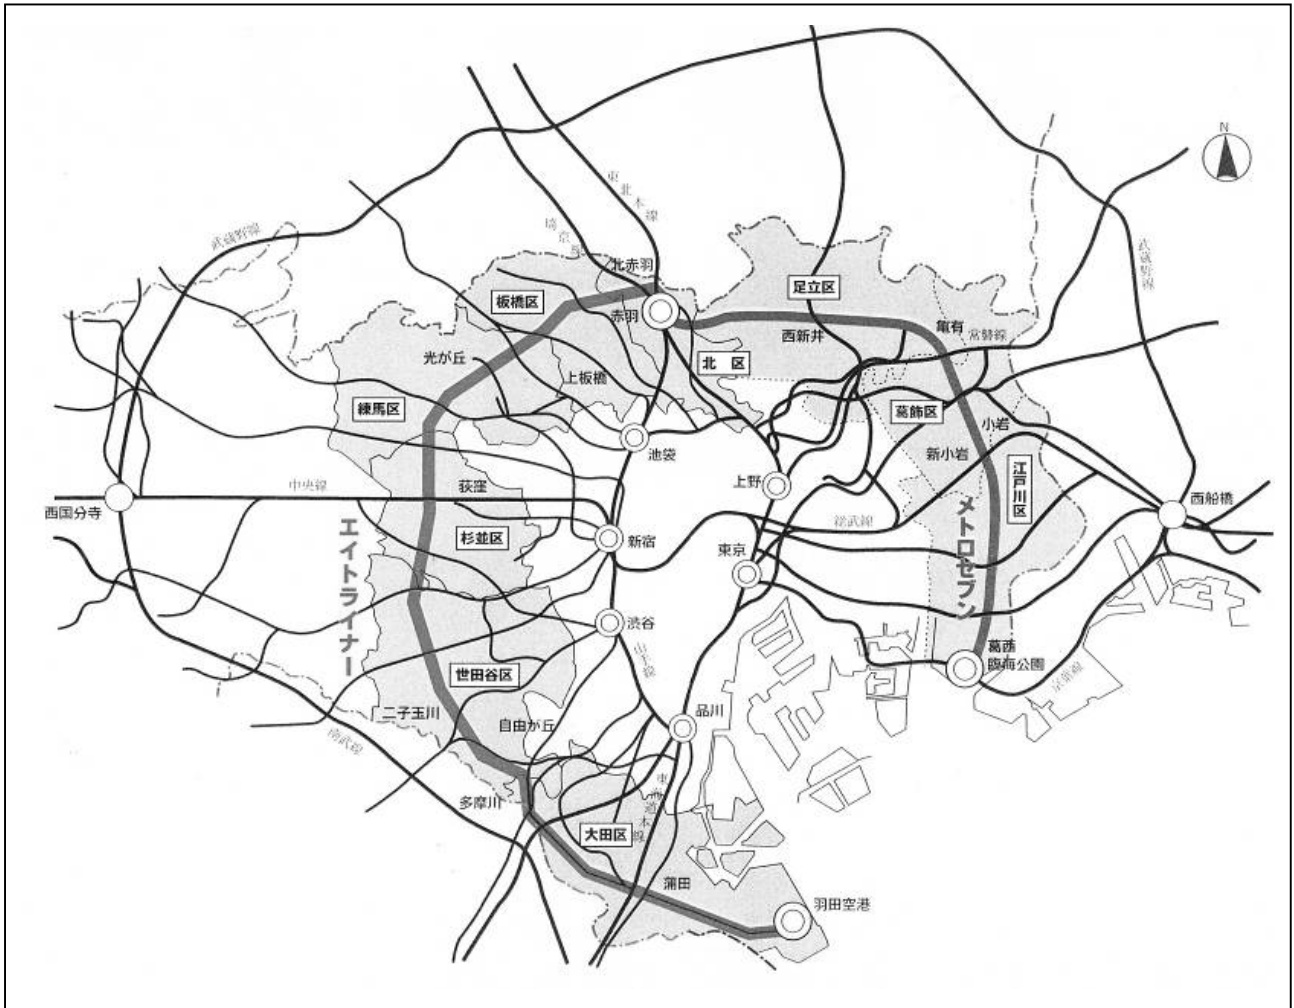 N
東北本線
埼京線
武蔵野線
武蔵野線
北赤羽
足立区
板橋区
赤羽
西新井
亀有
常磐線
光が丘
北 区
上板橋
練馬区
葛飾区
小岩
池袋
新小岩
上野
江戸川区
中央線
荻窪
西国分寺
西船橋
総武線
メトロセブン
エイトライナー
杉並区
新宿
東京
渋谷
山手線
葛西
臨海公園
京葉線
世田谷区
二子玉川
自由が丘
品川
南武線
多摩川
東海道本線
大田区
蒲田
羽田空港